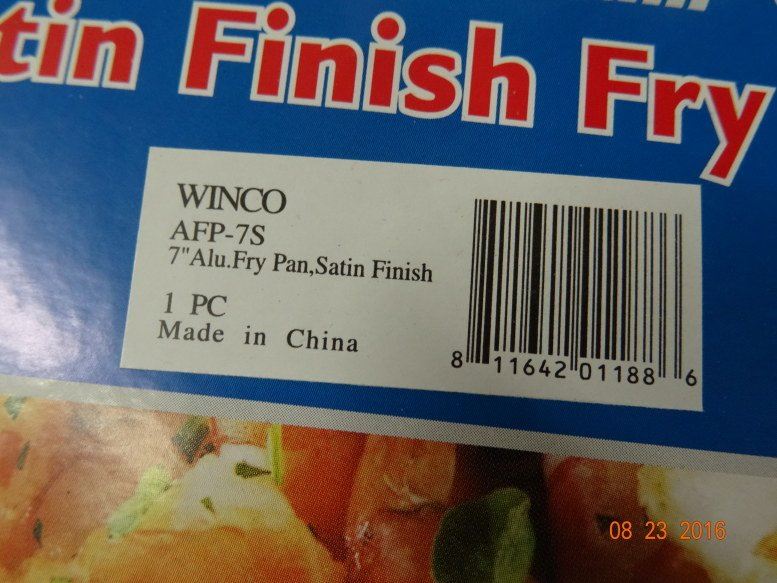 tin Finish Fry
WINCO
AFP-7S
7"Alu.Fry Pan,Satin Finish
1 PC
Made in China
8 11642 01188 6
08 23 2016